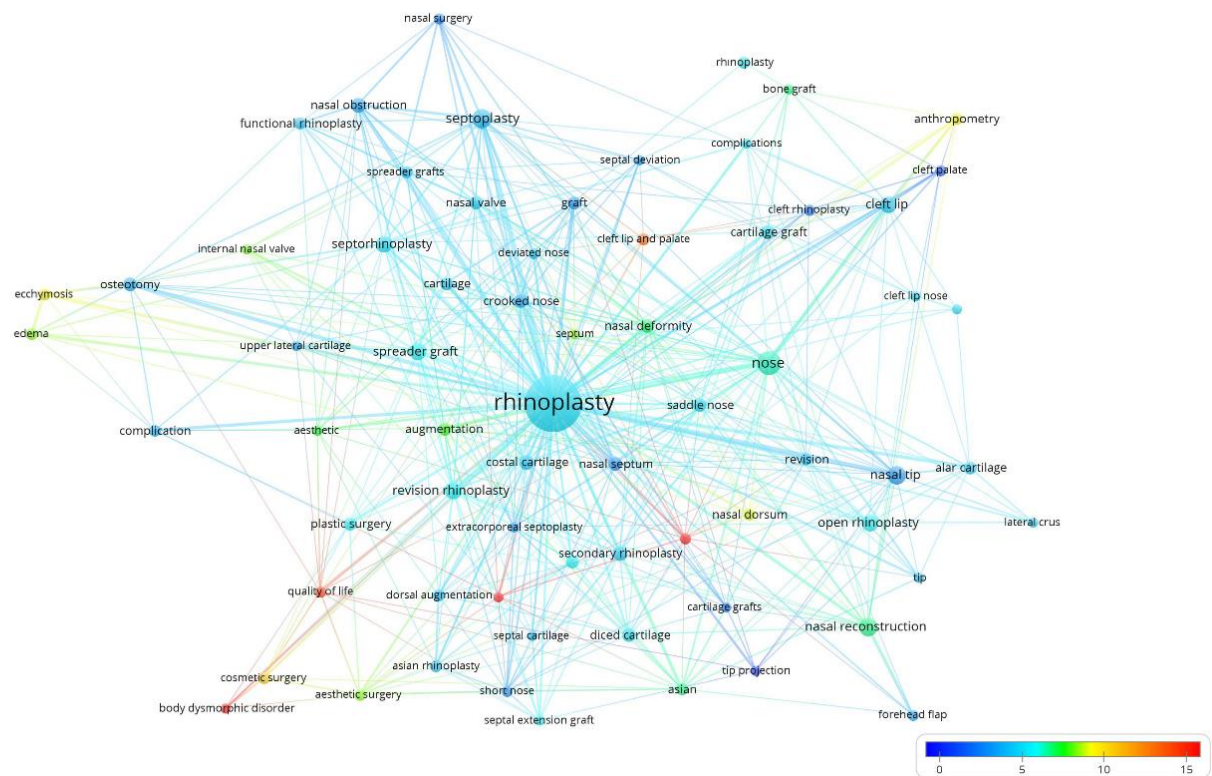 nasal surgery
rhinoplasty
bone graft
nasal obstruction
functional rhinoplasty
septoplasty
anthropometry
complications
septal deviation
cleft palate
spreader grafts
nasal valve
graft
cleft rhinoplasty
cleft lip
cartilage graft
cleft lip and palate
septorhinoplasty
internal nasal valve
deviated nose
osteotomy
cartilage
ecchymosis
crooked nose
cleft lip nose
edema
septum
nasal deformity
upper lateral cartilage
spreader graft
nose
rhinoplasty
saddle nose
complication
aesthetic
augmentation
costal cartilage
nasal septum
revision
nasal tip
alar cartilage
revision rhinoplasty
plastic surgery
extracorporeal septoplasty
nasal dorsum
open rhinoplasty
lateral crus
secondary rhinoplasty
tip
quality of life
dorsal augmentation
cartilage grafts
septal cartilage
diced cartilage
nasal reconstruction
asian rhinoplasty
tip projection
cosmetic surgery
aesthetic surgery
short nose
asian
body dysmorphic disorder
septal extension graft
forehead flap
0 5 10 15